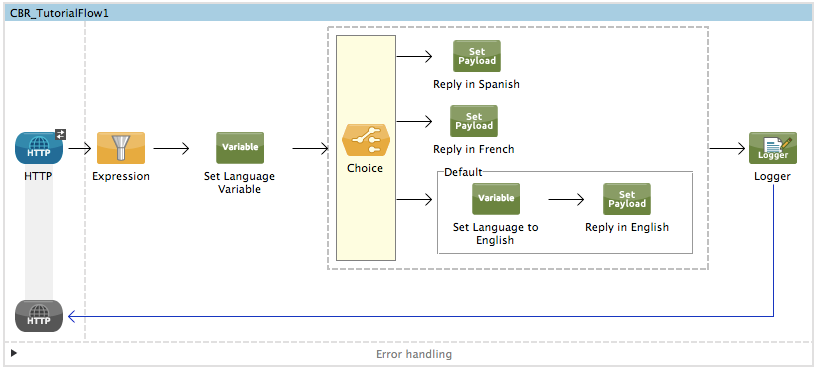 CBR_TutorialFlow1
HTTP
HTTP
Expression
Variable
Set Language
Variable
Choice
Set
Payload
Reply in Spanish
Set
Payload
Reply in French
Default
Variable
Set Language to
English
Set
Payload
Reply in English
Logger
Logger
HTTP
Error handling